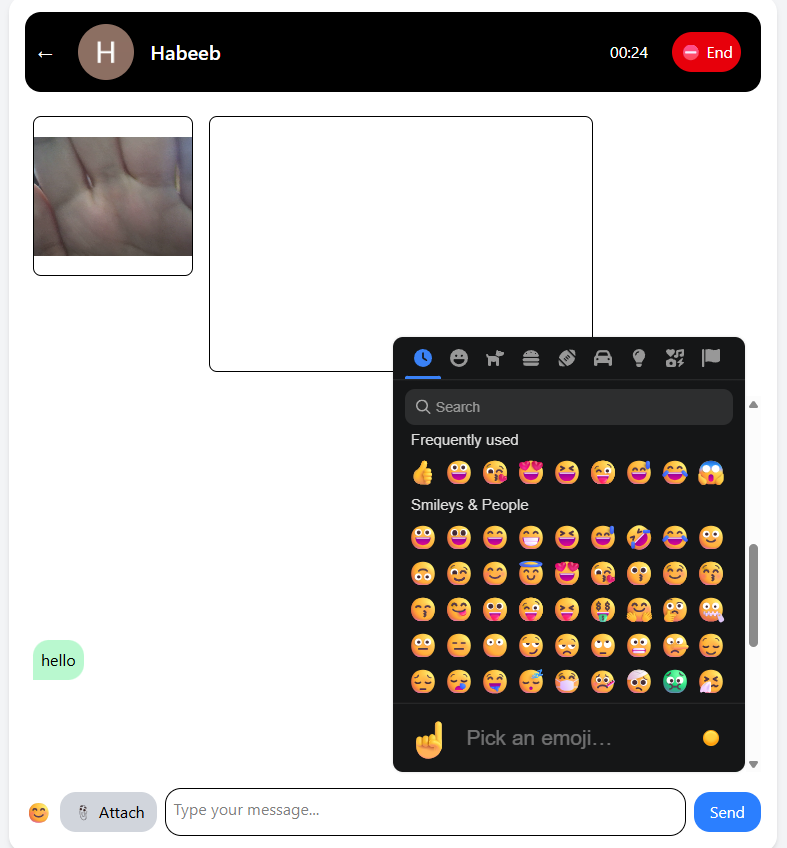 ← H Habeeb 00:24 End
Search
Frequently used
Smileys & People
hello
Pick an emoji...
Attach Type your message... Send